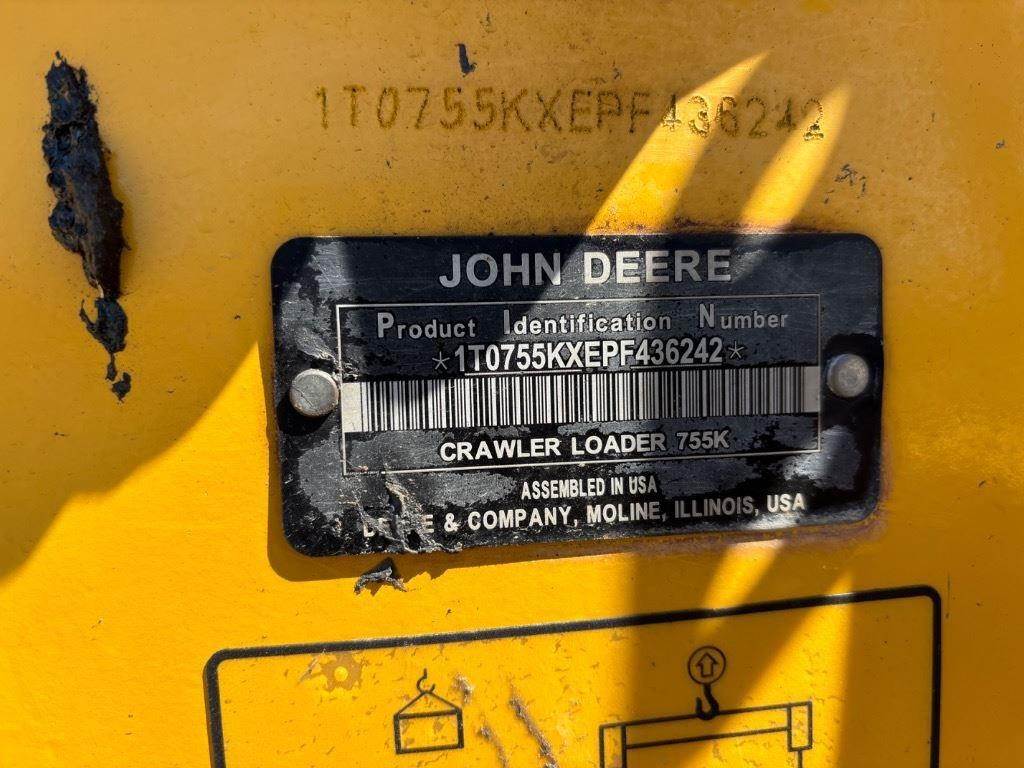 1T0755KXEPF436242
JOHN DEERE
Product Identification Number
*1T0755KXEPF436242*
CRAWLER LOADER 755K
ASSEMBLED IN USA
& COMPANY, MOLINE, ILLINOIS, USA